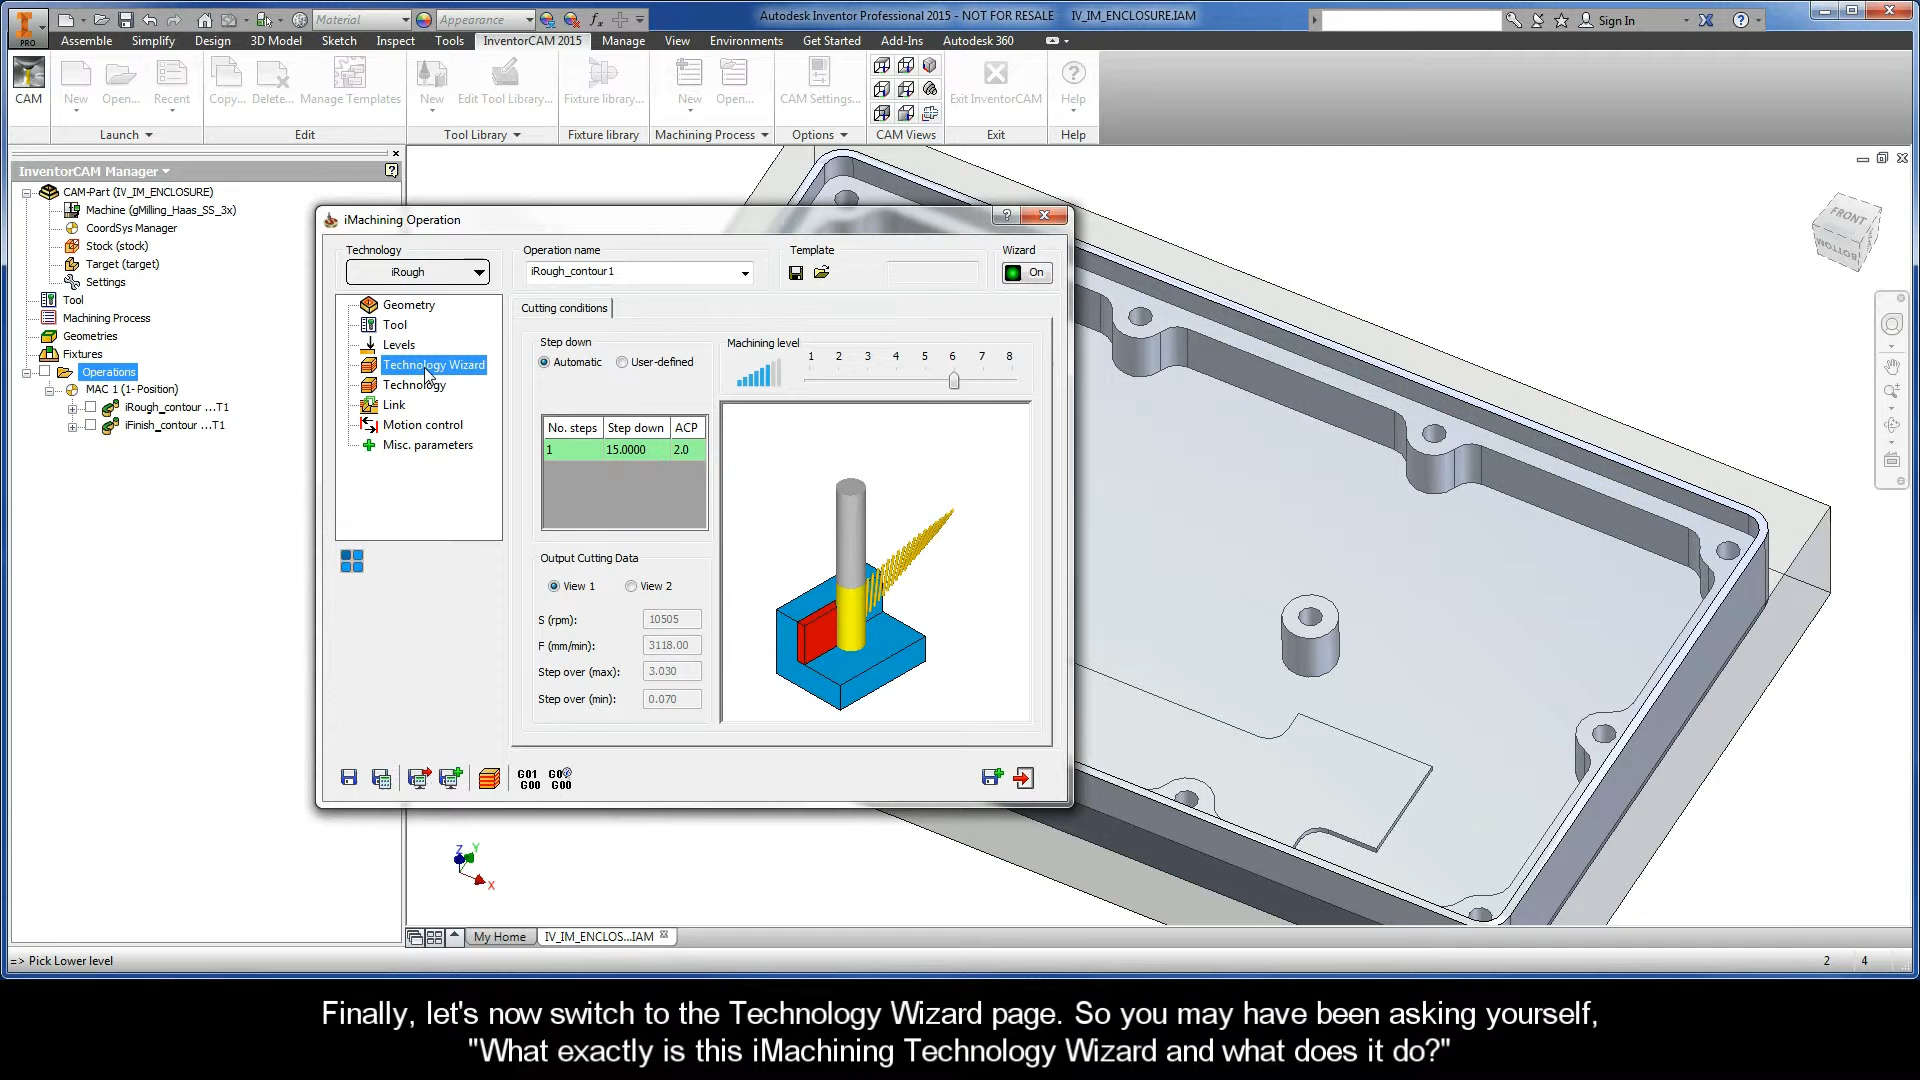 Material
Appearance
Autodesk Inventor Professional 2015 - NOT FOR RESALE IV_IM_ENCLOSURE.IAM
Sign In
PRO
Assemble Simplify Design 3D Model Sketch Inspect Tools InventorCAM 2015 Manage View Environments Get Started Add-Ins Autodesk 360
CAM New Open... Recent Copy... Delete... Manage Templates New Edit Tool Library... Fixture library... New Open... CAM Settings... Exit InventorCAM Help
Launch Edit Tool Library Fixture library Machining Process Options CAM Views Exit Help
InventorCAM Manager
CAM-Part (IV_IM_ENCLOSURE)
Machine (gMilling_Haas_SS_3x)
CoordSys Manager
Stock (stock)
Target (target)
Settings
Tool
Machining Process
Geometries
Fixtures
Operations
MAC 1 (1- Position)
iRough_contour ...T1
iFinish_contour ...T1
iMachining Operation
Technology
iRough
Operation name
iRough_contour1
Template
Wizard
On
Geometry
Tool
Levels
Technology Wizard
Technology
Link
Motion control
Misc. parameters
Cutting conditions
Step down
Automatic User-defined
Machining level
1 2 3 4 5 6 7 8
No. steps Step down ACP
1 15.0000 2.0
Output Cutting Data
View 1 View 2
S (rpm): 10505
F (mm/min): 3118.00
Step over (max): 3.030
Step over (min): 0.070
G01 G00
G00
FRONT
BOTTOM
Z Y X
My Home IV_IM_ENCLOS...IAM
=> Pick Lower level
2 4
Finally, let's now switch to the Technology Wizard page. So you may have been asking yourself,
"What exactly is this iMachining Technology Wizard and what does it do?"